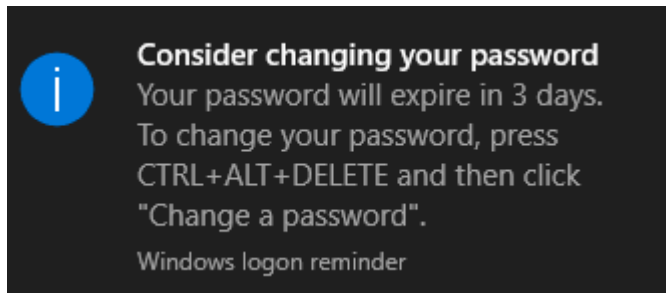 Consider changing your password
Your password will expire in 3 days.
To change your password, press
CTRL+ALT+DELETE and then click
"Change a password".
Windows logon reminder